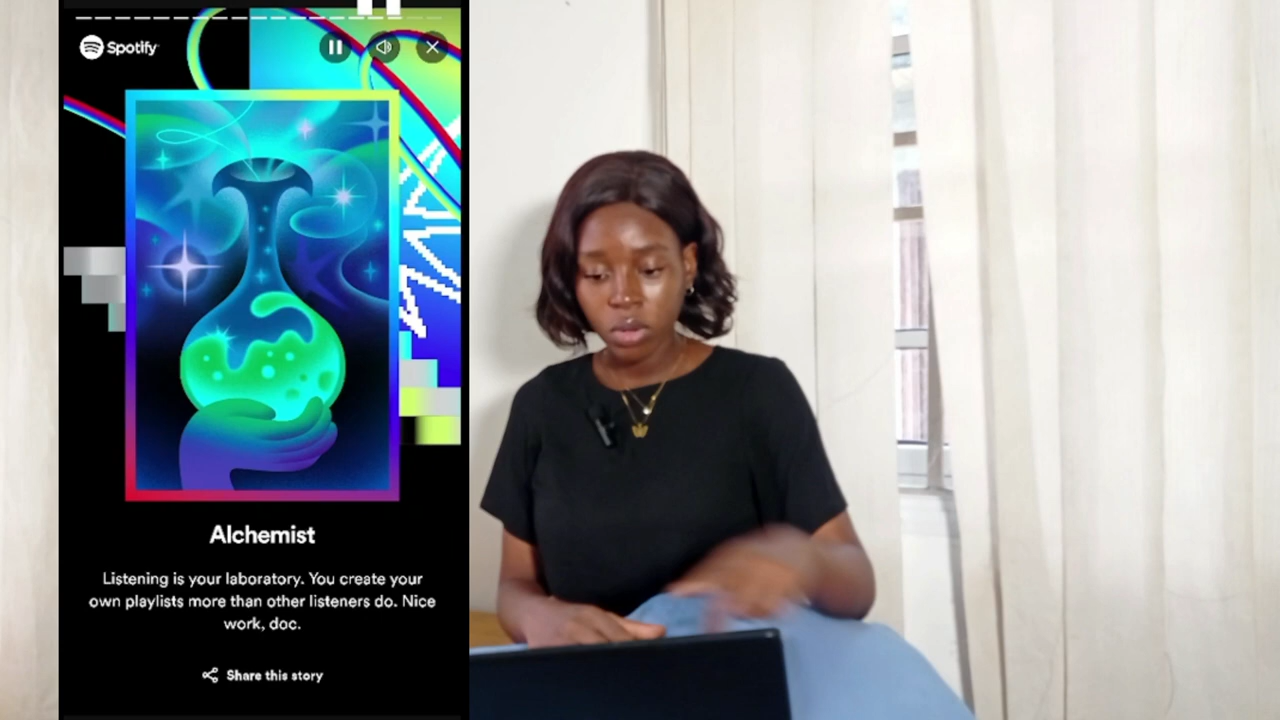 Spotify
Alchemist
Listening is your laboratory. You create your
own playlists more than other listeners do. Nice
work, doc.
Share this story